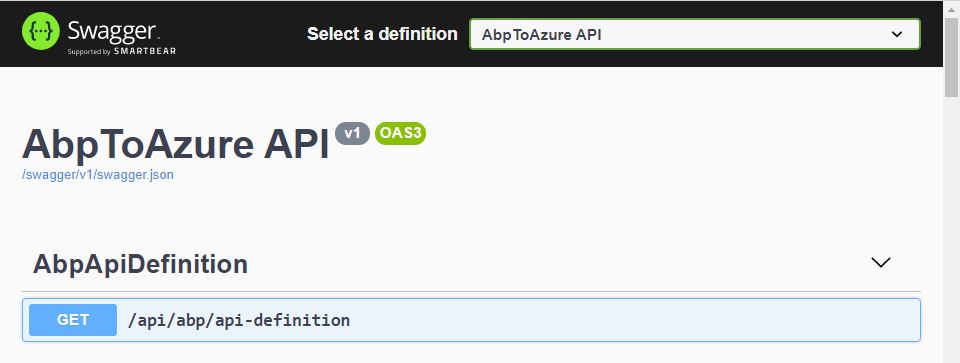 Swagger
Supported by SMARTBEAR
Select a definition
AbpToAzure API
AbpToAzure API v1 OAS3
/swagger/v1/swagger.json
AbpApiDefinition
GET /api/abp/api-definition